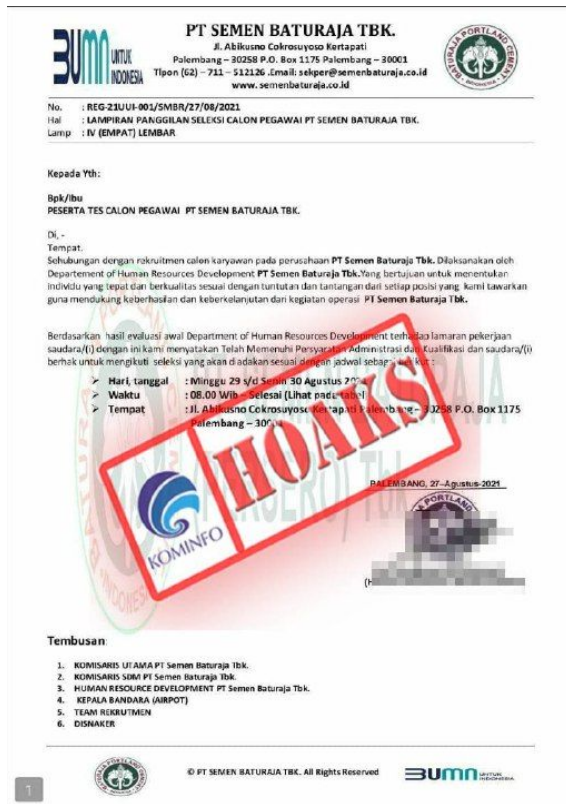 BUMN UNTUK INDONESIA
PT SEMEN BATURAJA TBK.
Jl. Abikusno Cokrosuyoso Kertapati
Palembang – 30258 P.O. Box 1175 Palembang – 30001
Tlpon (62) – 711 – 512126 .Email: sekper@semenbaturaja.co.id
www. semenbaturaja.co.id
BATURAJA PORTLAND CEMENT
INDONESIA
No. : REG-21UUI-001/SMBR/27/08/2021
Hal : LAMPIRAN PANGGILAN SELEKSI CALON PEGAWAI PT SEMEN BATURAJA TBK.
Lamp : IV (EMPAT) LEMBAR
Kepada Yth:
Bpk/Ibu
PESERTA TES CALON PEGAWAI PT SEMEN BATURAJA TBK.
Di, -
Tempat.
Sehubungan dengan rekruitmen calon karyawan pada perusahaan PT Semen Baturaja Tbk. Dilaksanakan oleh
Departement of Human Resources Development PT Semen Baturaja Tbk.Yang bertujuan untuk menentukan
individu yang tepat dan berkualitas sesuai dengan tuntutan dan tantangan dari setiap posisi yang kami tawarkan
guna mendukung keberhasilan dan keberkelanjutan dari kegiatan operasi PT Semen Baturaja Tbk.
Berdasarkan hasil evaluasi awal Department of Human Resources Development terhadap lamaran pekerjaan
saudara/(i) dengan ini kami menyatakan Telah Memenuhi Persyaratan Administrasi dan Kualifikasi dan saudara/(i)
berhak untuk mengikuti seleksi yang akan di adakan sesuai dengan jadwal sebagai berikut :
➢ Hari, tanggal : Minggu 29 s/d Senin 30 Agustus 2021
➢ Waktu : 08.00 Wib – Selesai (Lihat pada tabel
➢ Tempat : Jl. Abikusno Cokrosuyoso Kertapati Palembang – 30258 P.O. Box 1175
Palembang – 30001
HOAKS
KOMINFO
PALEMBANG, 27–Agustus-2021
(H
Tembusan:
1. KOMISARIS UTAMA PT Semen Baturaja Tbk.
2. KOMISARIS SDM PT Semen Baturaja Tbk.
3. HUMAN RESOURCE DEVELOPMENT PT Semen Baturaja Tbk.
4. KEPALA BANDARA (AIRPOT)
5. TEAM REKRUTMEN
6. DISNAKER
© PT SEMEN BATURAJA TBK. All Rights Reserved
BUMN UNTUK INDONESIA
1